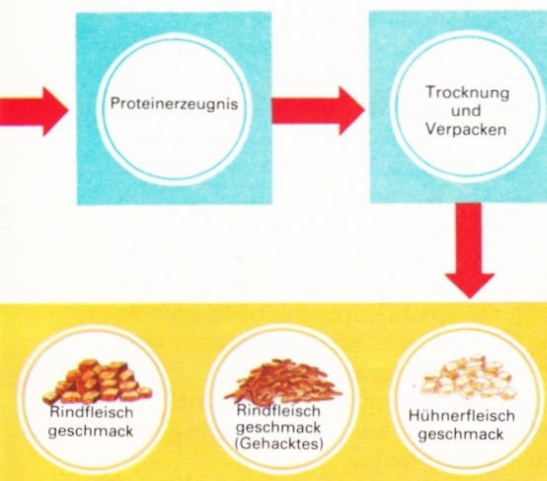 Proteinerzeugnis
Trocknung
und
Verpacken
Rindfleisch
geschmack
Rindfleisch
geschmack
(Gehacktes)
Hühnerfleisch
geschmack